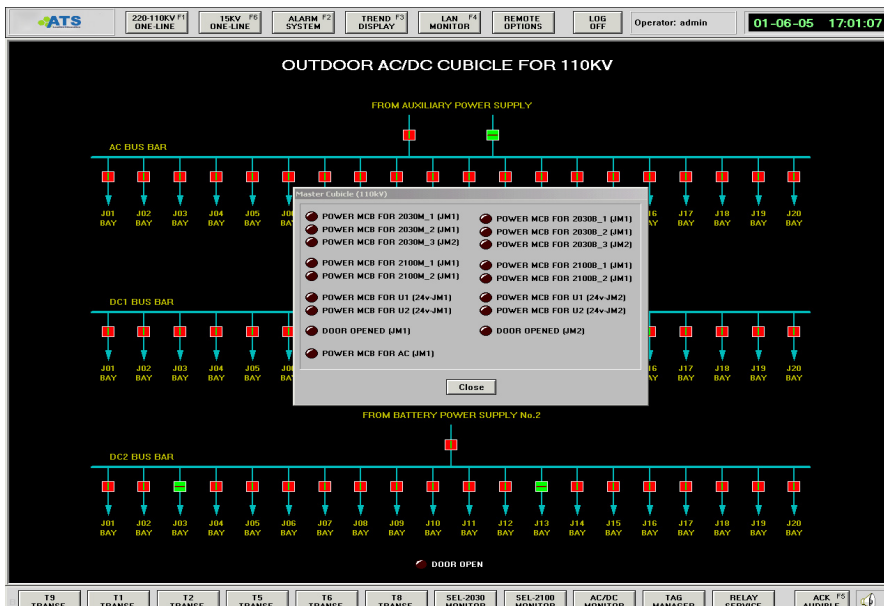 ATS
220-110KV F1
ONE-LINE
15KV F6
ONE-LINE
ALARM F2
SYSTEM
TREND F3
DISPLAY
LAN F4
MONITOR
REMOTE
OPTIONS
LOG
OFF
Operator: admin
01-06-05 17:01:07
OUTDOOR AC/DC CUBICLE FOR 110KV
FROM AUXILIARY POWER SUPPLY
AC BUS BAR
J01 J02 J03 J04 J05 J17 J18 J19 J20
BAY BAY BAY BAY BAY BAY BAY BAY BAY
Master Cubicle (110kV)
POWER MCB FOR 2030M_1 (JM1) POWER MCB FOR 2030B_1 (JM1)
POWER MCB FOR 2030M_2 (JM1) POWER MCB FOR 2030B_2 (JM1)
POWER MCB FOR 2030M_3 (JM2) POWER MCB FOR 2030B_3 (JM2)
POWER MCB FOR 2100M_1 (JM1) POWER MCB FOR 2100B_1 (JM1)
POWER MCB FOR 2100M_2 (JM1) POWER MCB FOR 2100B_2 (JM1)
POWER MCB FOR U1 (24v-JM1) POWER MCB FOR U1 (24v-JM2)
POWER MCB FOR U2 (24v-JM1) POWER MCB FOR U2 (24v-JM2)
DOOR OPENED (JM1) DOOR OPENED (JM2)
POWER MCB FOR AC (JM1)
Close
DC1 BUS BAR
J01 J02 J03 J04 J05 J17 J18 J19 J20
BAY BAY BAY BAY BAY BAY BAY BAY BAY
FROM BATTERY POWER SUPPLY No.2
DC2 BUS BAR
J01 J02 J03 J04 J05 J06 J07 J08 J09 J10 J11 J12 J13 J14 J15 J16 J17 J18 J19 J20
BAY BAY BAY BAY BAY BAY BAY BAY BAY BAY BAY BAY BAY BAY BAY BAY BAY BAY BAY BAY
DOOR OPEN
T9
TRANSF
T1
TRANSF
T2
TRANSF
T5
TRANSF
T6
TRANSF
T8
TRANSF
SEL-2030
MONITOR
SEL-2100
MONITOR
AC/DC
MONITOR
TAG
MANAGER
RELAY
SERVICE
ACK F5
AUDIBLE